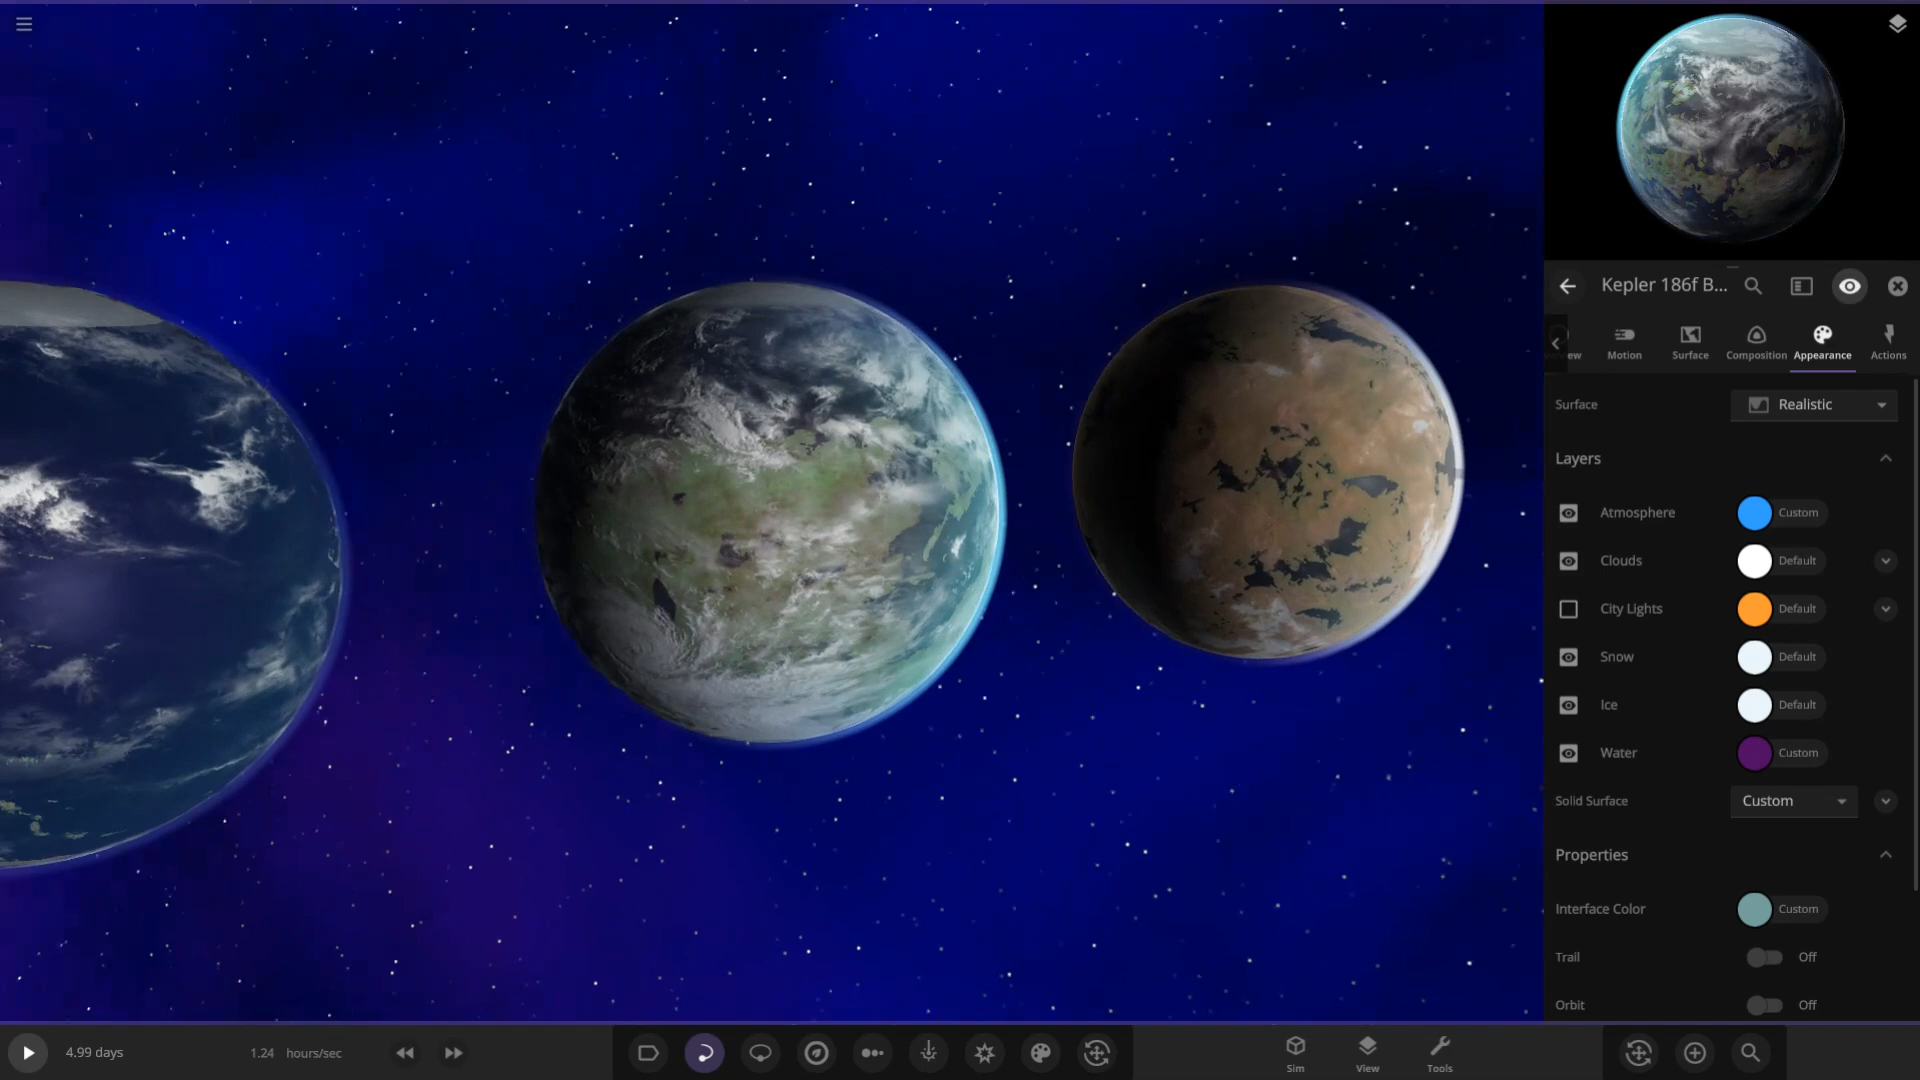 Kepler 186f B...
ew
Motion
Surface
Composition
Appearance
Actions
Surface
Realistic
Layers
Atmosphere
Custom
Clouds
Default
City Lights
Default
Snow
Default
Ice
Default
Water
Custom
Solid Surface
Custom
Properties
Interface Color
Custom
Trail
Off
Orbit
Off
4.99 days
1.24 hours/sec
Sim
View
Tools